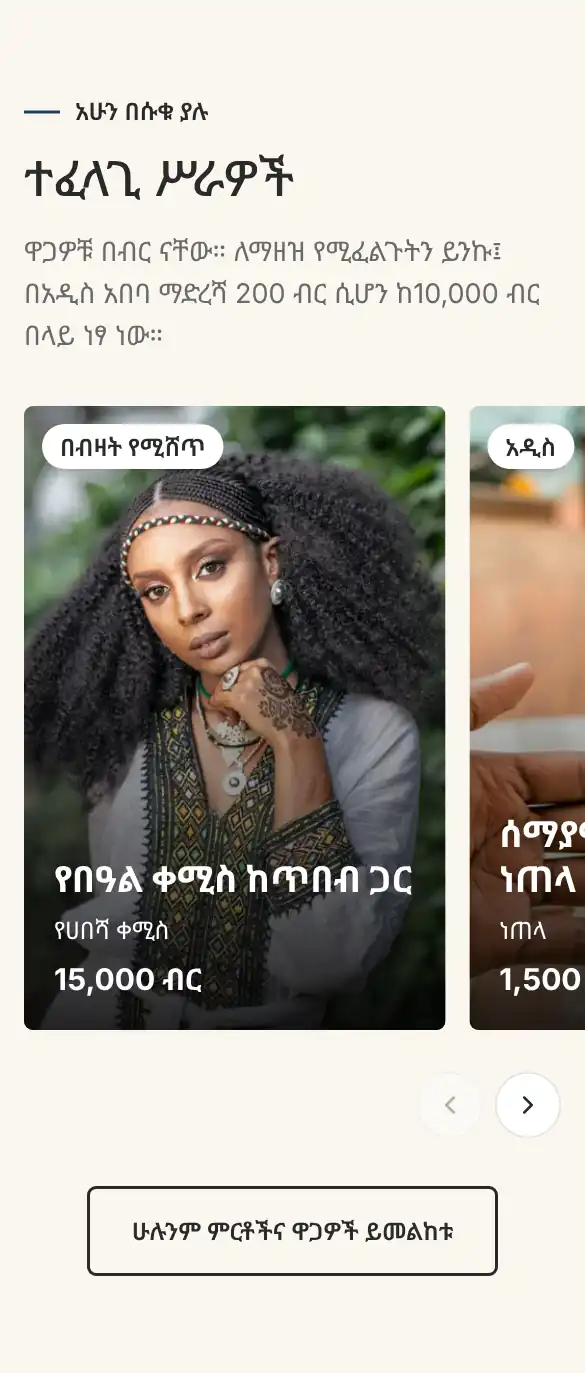 አሁን በሱቁ ያሉ
ተፈላጊ ሥራዎች
ዋጋዎቹ በብር ናቸው። ለማዘዝ የሚፈልጉትን ይንኩ፤
በአዲስ አበባ ማድረሻ 200 ብር ሲሆን ከ10,000 ብር
በላይ ነፃ ነው።
በብዛት የሚሸጥ
የበዓል ቀሚስ ከጥበብ ጋር
የሀበሻ ቀሚስ
15,000 ብር
አዲስ
ነጠላ
ነጠላ
1,500
ሁሉንም ምርቶችና ዋጋዎች ይመልከቱ